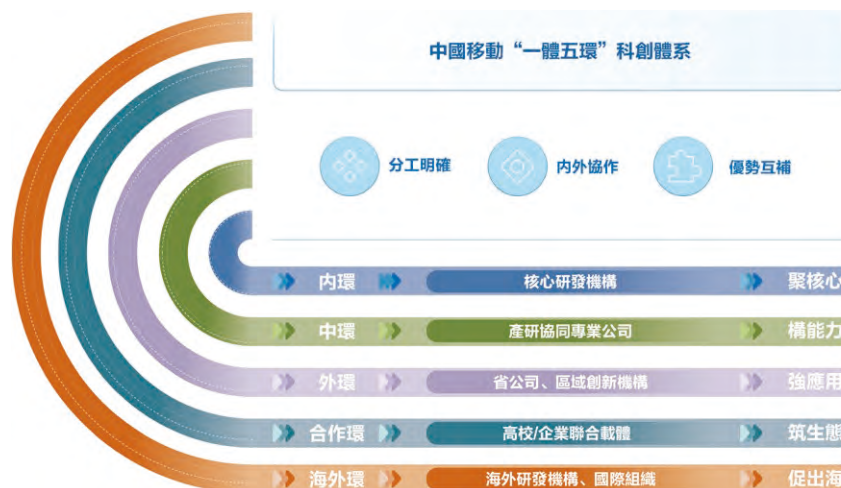 中國移動“一體五環”科創體系
分工明確 內外協作 優勢互補
內環 核心研發機構 聚核心
中環 產研協同專業公司 構能力
外環 省公司、區域創新機構 強應用
合作環 高校/企業聯合載體 筑生態
海外環 海外研發機構、國際組織 促出海